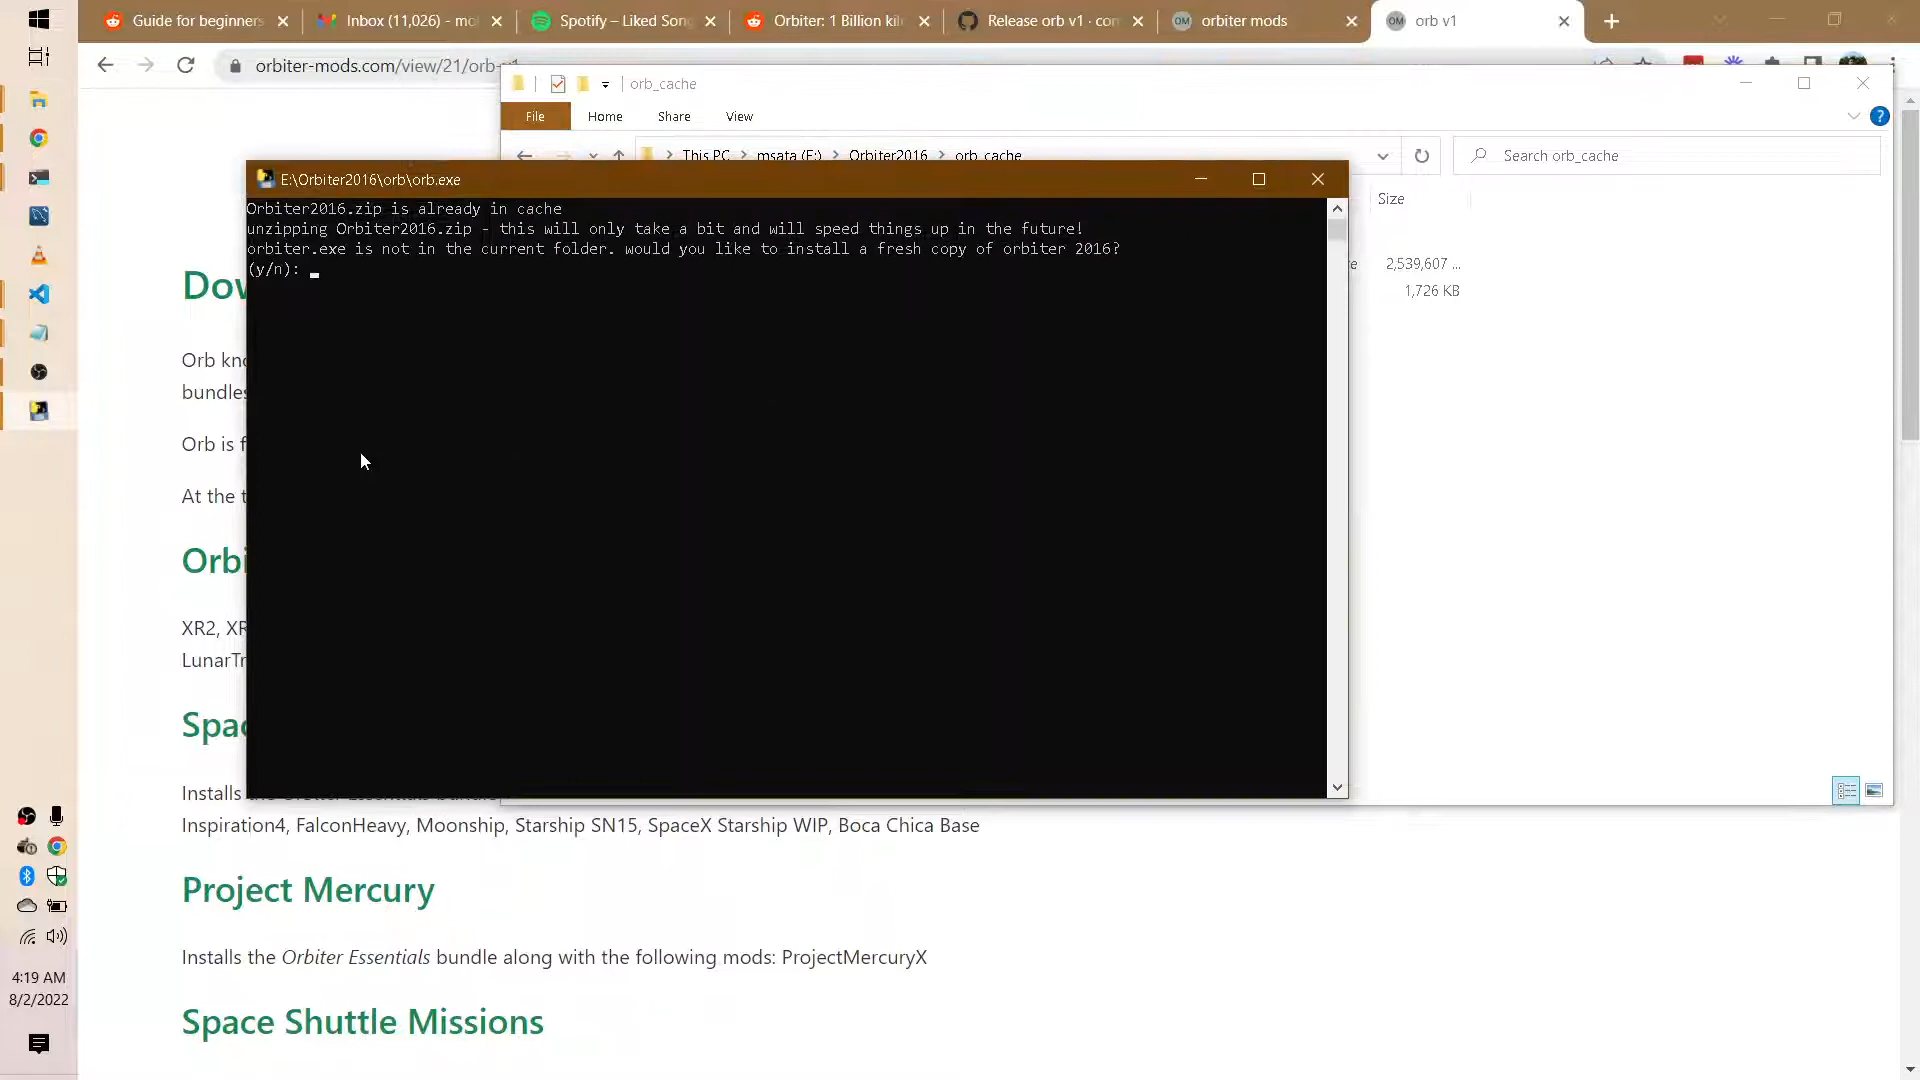 Guide for beginners
Inbox (11,026) - mo
Spotify – Liked Song
Orbiter: 1 Billion kil
Release orb v1 · con
orbiter mods
orb v1
orbiter-mods.com/view/21/orb-v1
orb_cache
File
Home
Share
View
This PC
msata (E:)
Orbiter2016
orb_cache
Search orb_cache
E:\Orbiter2016\orb\orb.exe
Size
Orbiter2016.zip is already in cache
unzipping Orbiter2016.zip - this will only take a bit and will speed things up in the future!
orbiter.exe is not in the current folder. would you like to install a fresh copy of orbiter 2016?
(y/n):
2,539,607 ...
1,726 KB
Orb
bundles
Orb is
At the
XR2,
Installs the Orbiter Essentials bundle
Inspiration4, FalconHeavy, Moonship, Starship SN15, SpaceX Starship WIP, Boca Chica Base
Project Mercury
Installs the Orbiter Essentials bundle along with the following mods: ProjectMercuryX
Space Shuttle Missions
4:19 AM
8/2/2022